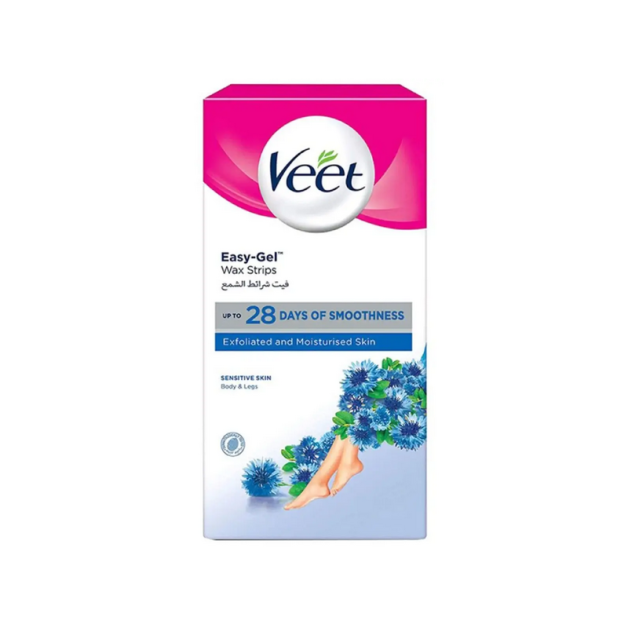 Veet
Easy-Gel™
Wax Strips
فيت شرائط الشمع
UP TO 28 DAYS OF SMOOTHNESS
Exfoliated and Moisturised Skin
SENSITIVE SKIN
Body & Legs